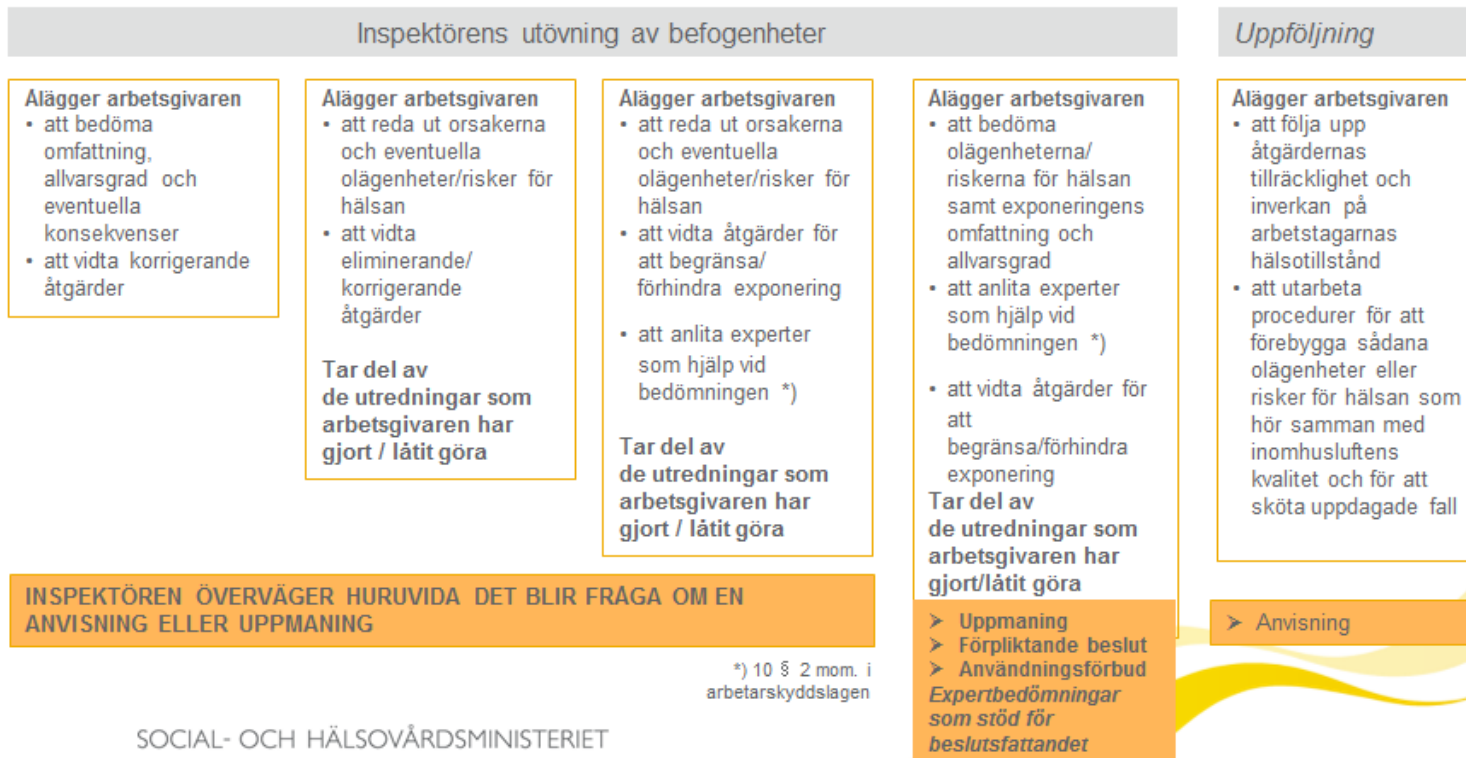 Inspektörens utövning av befogenheter
Uppföljning
Alägger arbetsgivaren
• att bedöma
omfattning,
allvarsgrad och
eventuella
konsekvenser
• att vidta korrigerande
åtgärder
Alägger arbetsgivaren
• att reda ut orsakerna
och eventuella
olägenheter/risker för
hälsan
• att vidta
eliminerande/
korrigerande
åtgärder
Tar del av
de utredningar som
arbetsgivaren har
gjort / låtit göra
Alägger arbetsgivaren
• att reda ut orsakerna
och eventuella
olägenheter/risker för
hälsan
• att vidta åtgärder för
att begränsa/
förhindra exponering
• att anlita experter
som hjälp vid
bedömningen *)
Tar del av
de utredningar som
arbetsgivaren har
gjort / låtit göra
Alägger arbetsgivaren
• att bedöma
olägenheterna/
riskerna för hälsan
samt exponeringens
omfattning och
allvarsgrad
• att anlita experter
som hjälp vid
bedömningen *)
• att vidta åtgärder för
att
begränsa/förhindra
exponering
Tar del av
de utredningar som
arbetsgivaren har
gjort/låtit göra
➢ Uppmaning
➢ Förpliktande beslut
➢ Användningsförbud
Expertbedömningar
som stöd för
beslutsfattandet
Alägger arbetsgivaren
• att följa upp
åtgärdernas
tillräcklighet och
inverkan på
arbetstagarnas
hälsotillstånd
• att utarbeta
procedurer för att
förebygga sådana
olägenheter eller
risker för hälsan som
hör samman med
inomhusluftens
kvalitet och för att
sköta uppdagade fall
➢ Anvisning
INSPEKTÖREN ÖVERVÄGER HURUVIDA DET BLIR FRAGA OM EN
ANVISNING ELLER UPPMANING
*) 10 § 2 mom. i
arbetarskyddslagen
SOCIAL- OCH HÄLSOVÅRDSMINISTERIET